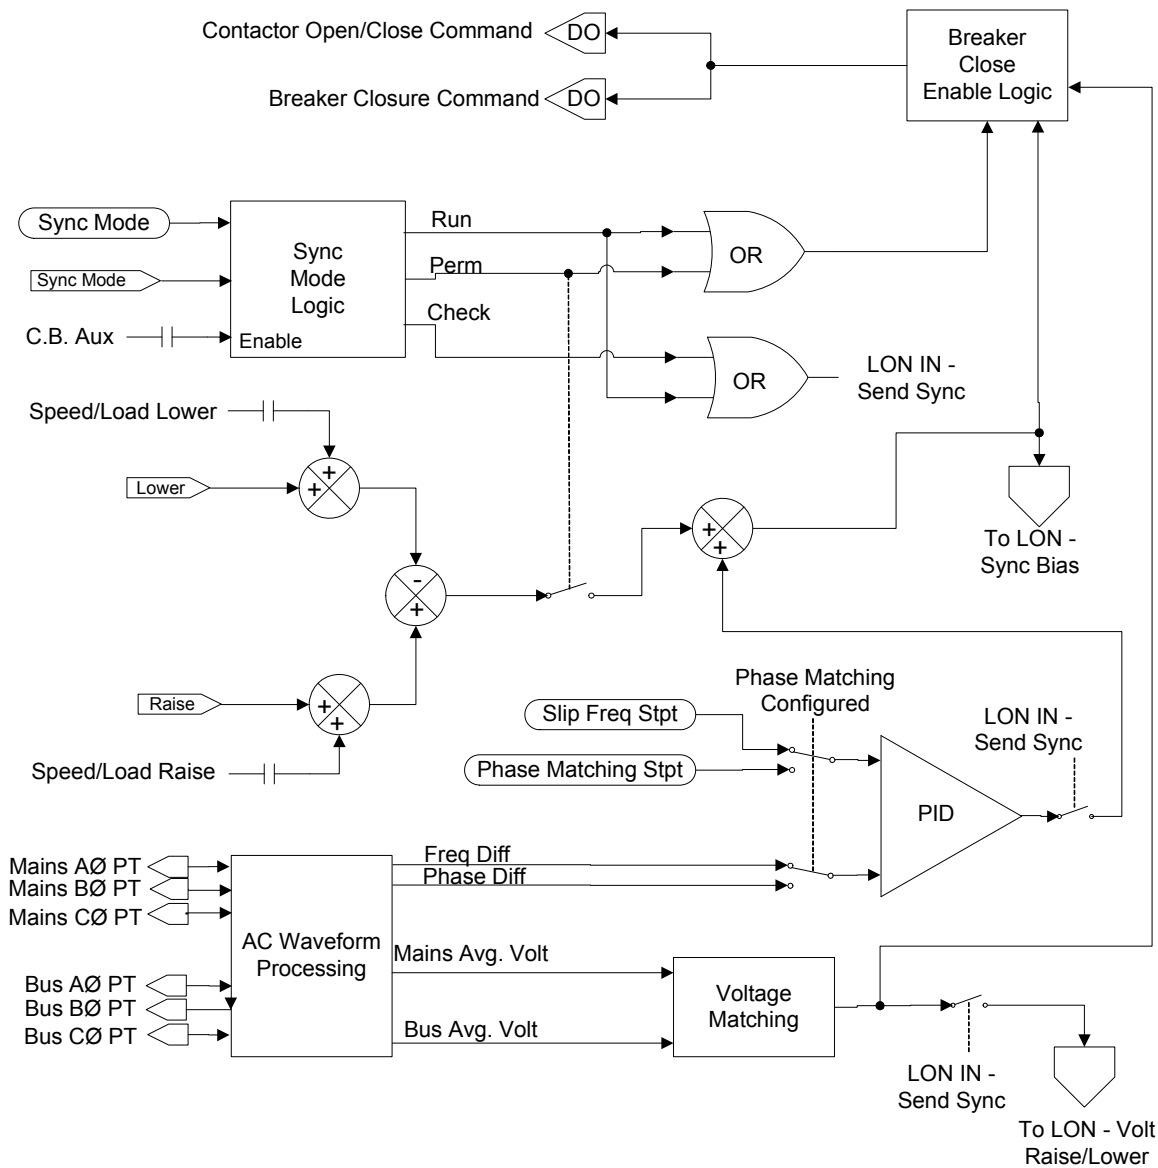 Contactor Open/Close Command
DO
Breaker Closure Command
DO
Breaker
Close
Enable Logic
Sync Mode
Sync Mode
C.B. Aux
Sync
Mode
Logic
Enable
Run
Perm
Check
OR
OR
LON IN -
Send Sync
Speed/Load Lower
+
+
Lower
-
+
+
+
To LON -
Sync Bias
Raise
+
+
Speed/Load Raise
Phase Matching
Configured
Slip Freq Stpt
Phase Matching Stpt
PID
LON IN -
Send Sync
Mains AØ PT
Mains BØ PT
Mains CØ PT
Bus AØ PT
Bus BØ PT
Bus CØ PT
AC Waveform
Processing
Freq Diff
Phase Diff
Mains Avg. Volt
Bus Avg. Volt
Voltage
Matching
LON IN -
Send Sync
To LON - Volt
Raise/Lower